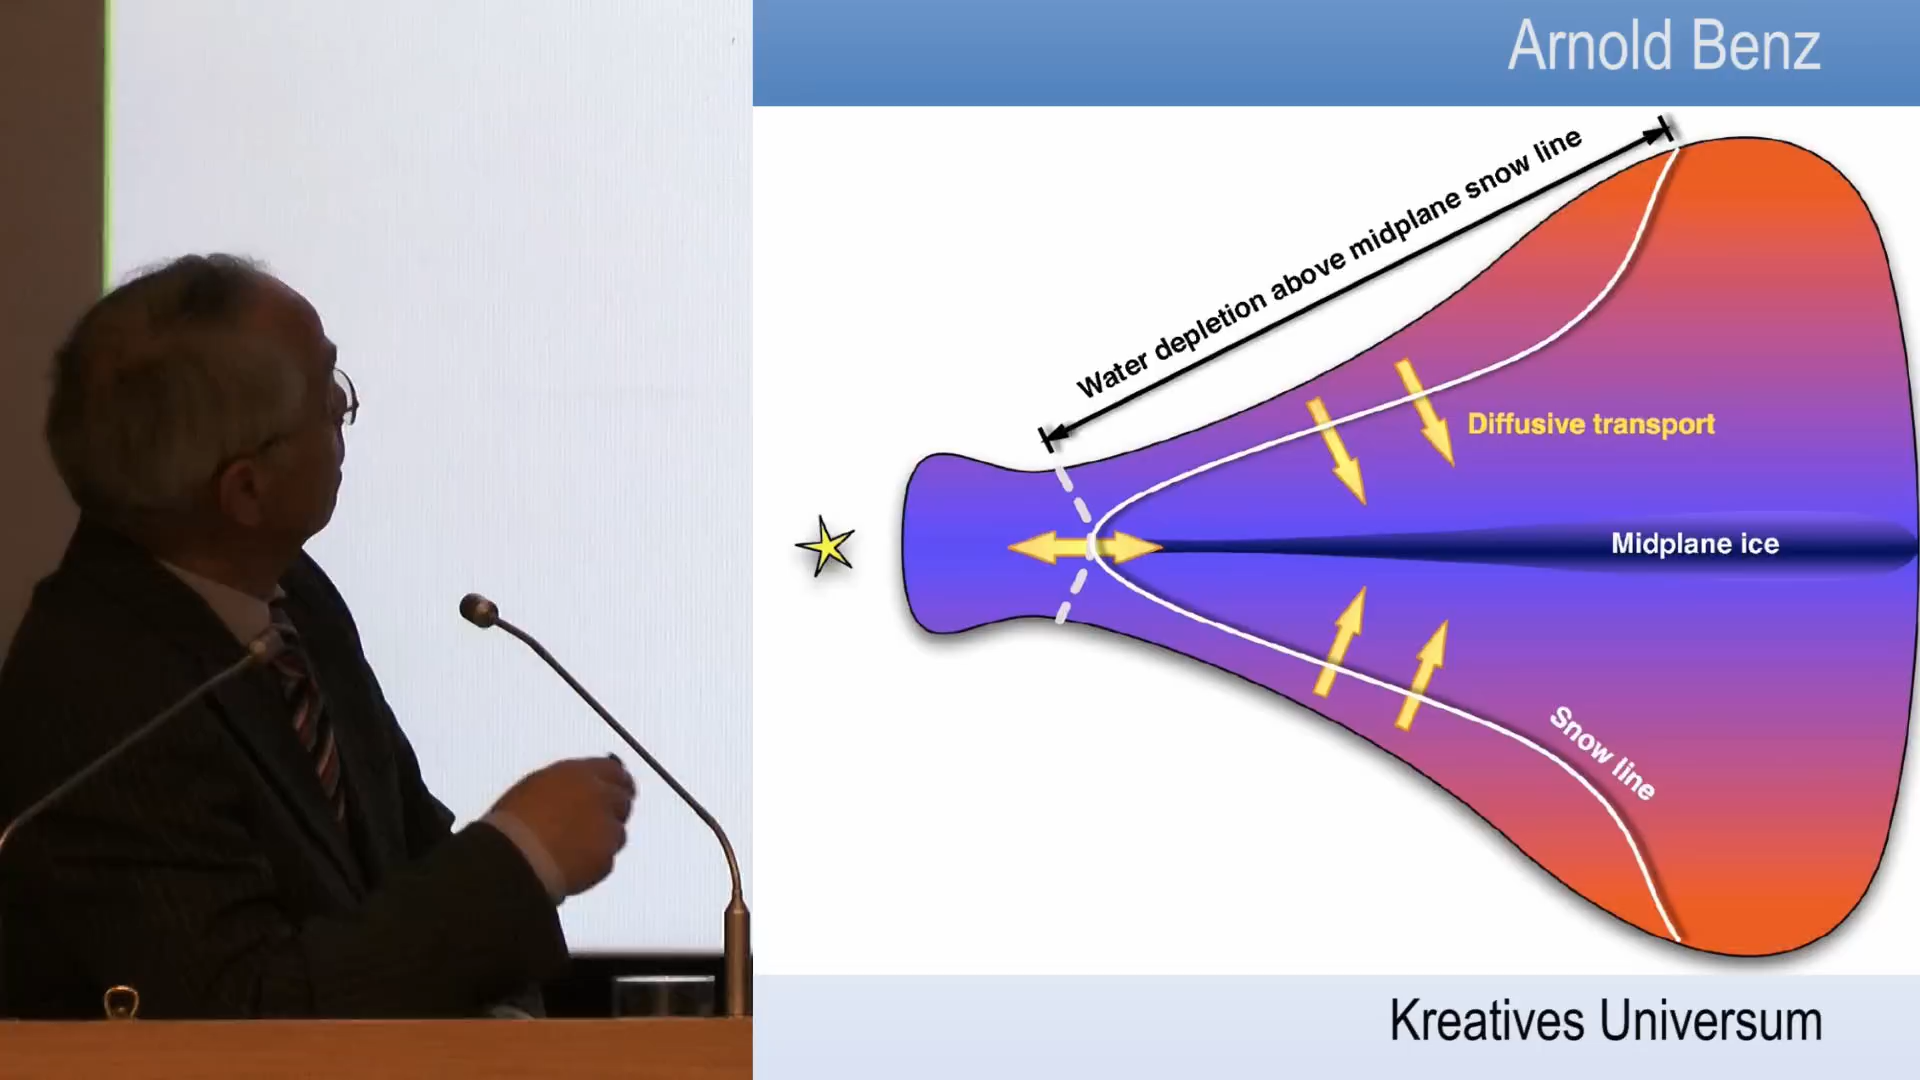 Arnold Benz
Water depletion above midplane snow line
Diffusive transport
Midplane ice
Snow line
Kreatives Universum